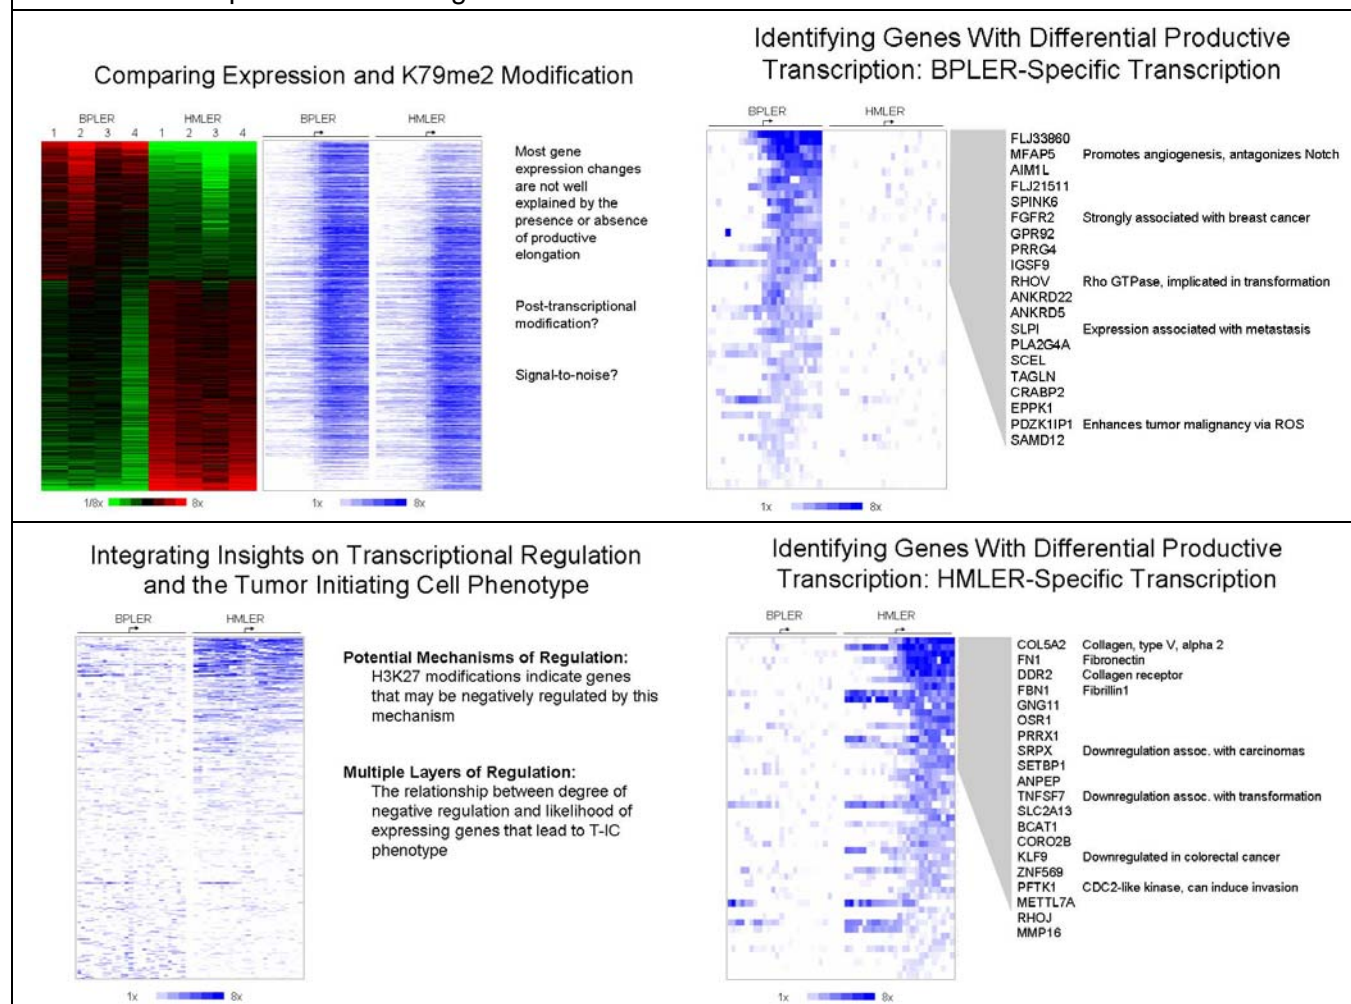 Comparing Expression and K79me2 Modification
BPLER HMLER BPLER HMLER
1 2 3 4 1 2 3 4
Most gene
expression changes
are not well
explained by the
presence or absence
of productive
elongation
Post-transcriptional
modification?
Signal-to-noise?
1/8x 8x 1x 8x
Identifying Genes With Differential Productive
Transcription: BPLER-Specific Transcription
BPLER HMLER
FLJ33860
MFAP5 Promotes angiogenesis, antagonizes Notch
AIM1L
FLJ21511
SPINK6
FGFR2 Strongly associated with breast cancer
GPR92
PRRG4
IGSF9
RHOV Rho GTPase, implicated in transformation
ANKRD22
ANKRD5
SLPI Expression associated with metastasis
PLA2G4A
SCEL
TAGLN
CRABP2
EPPK1
PDZK1IP1 Enhances tumor malignancy via ROS
SAMD12
1x 8x
Integrating Insights on Transcriptional Regulation
and the Tumor Initiating Cell Phenotype
BPLER HMLER
Potential Mechanisms of Regulation:
H3K27 modifications indicate genes
that may be negatively regulated by this
mechanism
Multiple Layers of Regulation:
The relationship between degree of
negative regulation and likelihood of
expressing genes that lead to T-IC
phenotype
1x 8x
Identifying Genes With Differential Productive
Transcription: HMLER-Specific Transcription
BPLER HMLER
COL5A2 Collagen, type V, alpha 2
FN1 Fibronectin
DDR2 Collagen receptor
FBN1 Fibrillin1
GNG11
OSR1
PRRX1
SRPX Downregulation assoc. with carcinomas
SETBP1
ANPEP
TNFSF7 Downregulation assoc. with transformation
SLC2A13
BCAT1
CORO2B
KLF9 Downregulated in colorectal cancer
ZNF569
PFTK1 CDC2-like kinase, can induce invasion
METTL7A
RHOJ
MMP16
1x 8x